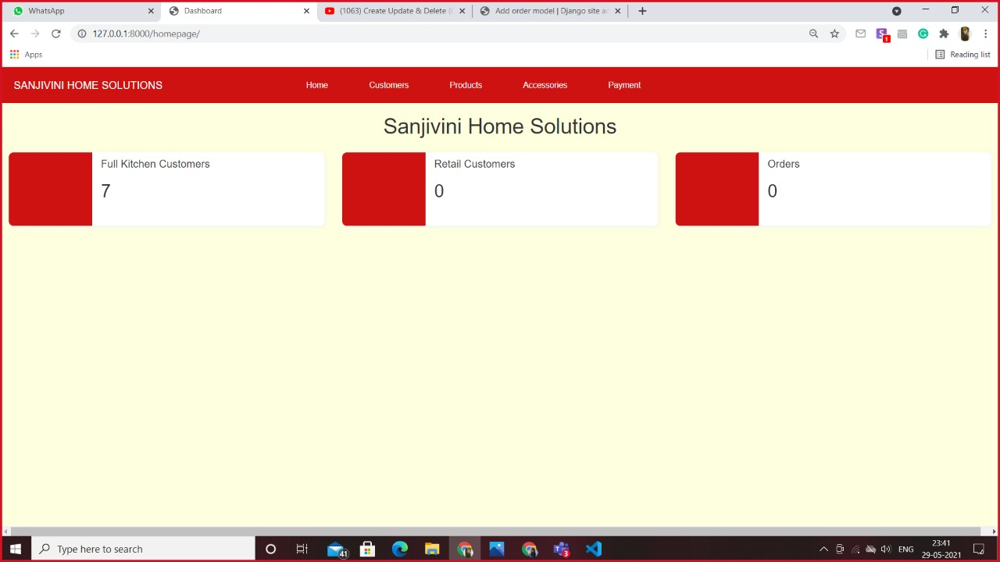 WhatsApp
Dashboard
(1063) Create Update & Delete (
Add order model | Django site ad
127.0.0.1:8000/homepage/
1
Apps
Reading list
SANJIVINI HOME SOLUTIONS
Home
Customers
Products
Accessories
Payment
Sanjivini Home Solutions
Full Kitchen Customers
7
Retail Customers
0
Orders
0
Type here to search
41
3
ENG
23:41
29-05-2021